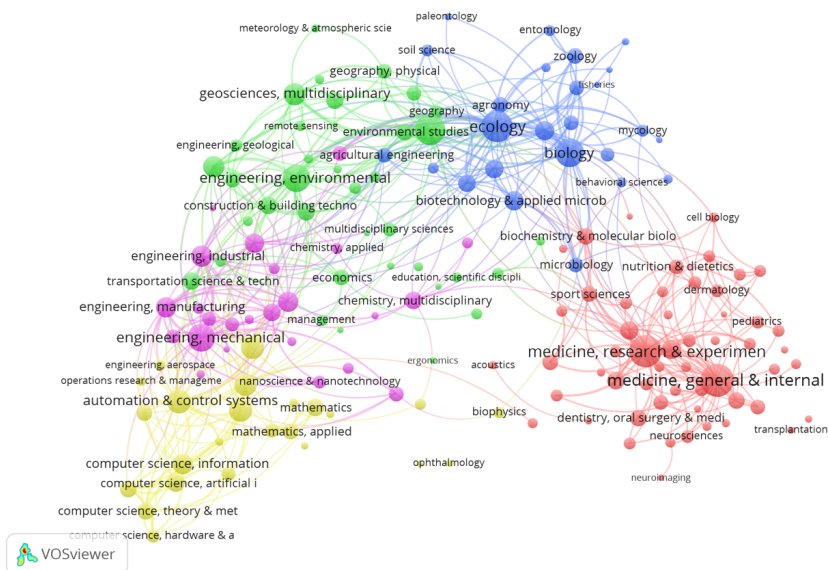 paleontology
meteorology & atmospheric scie
entomology
soil science
zoology
geography, physical
fisheries
geosciences, multidisciplinary
agronomy
geography
remote sensing
environmental studies
ecology
mycology
engineering, geological
agricultural engineering
biology
engineering, environmental
behavioral sciences
construction & building techno
biotechnology & applied microb
cell biology
multidisciplinary sciences
biochemistry & molecular biolo
chemistry, applied
engineering, industrial
microbiology
nutrition & dietetics
transportation science & techn
economics
education, scientific discipli
dermatology
sport sciences
chemistry, multidisciplinary
engineering, manufacturing
management
pediatrics
engineering, mechanical
medicine, research & experimen
ergonomics
engineering, aerospace
acoustics
operations research & manageme
nanoscience & nanotechnology
medicine, general & internal
automation & control systems
mathematics
biophysics
dentistry, oral surgery & medi
mathematics, applied
neurosciences
transplantation
computer science, information
ophthalmology
computer science, artificial i
neuroimaging
computer science, theory & met
computer science, hardware & a
VOSviewer